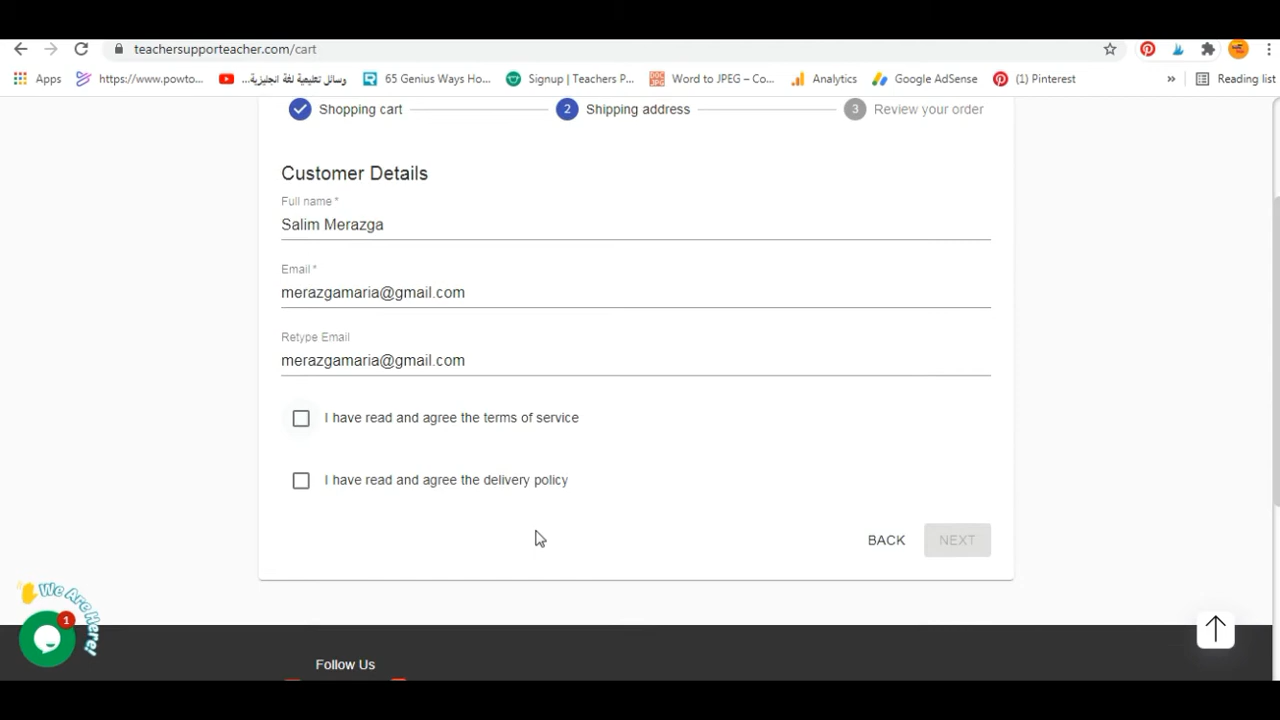 teachersupporteacher.com/cart
Apps
https://www.powto...
وسائل تعليمية لغة انجليزية...
65 Genius Ways Ho...
Signup | Teachers P...
Word to JPEG – Co...
Analytics
Google AdSense
(1) Pinterest
»
Reading list
Shopping cart
2 Shipping address
3 Review your order
Customer Details
Full name *
Salim Merazga
Email *
merazgamaria@gmail.com
Retype Email
merazgamaria@gmail.com
I have read and agree the terms of service
I have read and agree the delivery policy
BACK
NEXT
We Are Here!
1
Follow Us